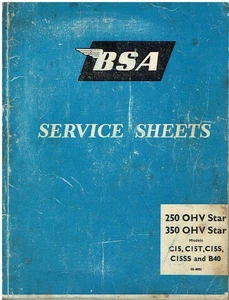 BSA
SERVICE SHEETS
250 OHV Star
350 OHV Star
Models
C15, C15T, C15S,
C15SS and B40